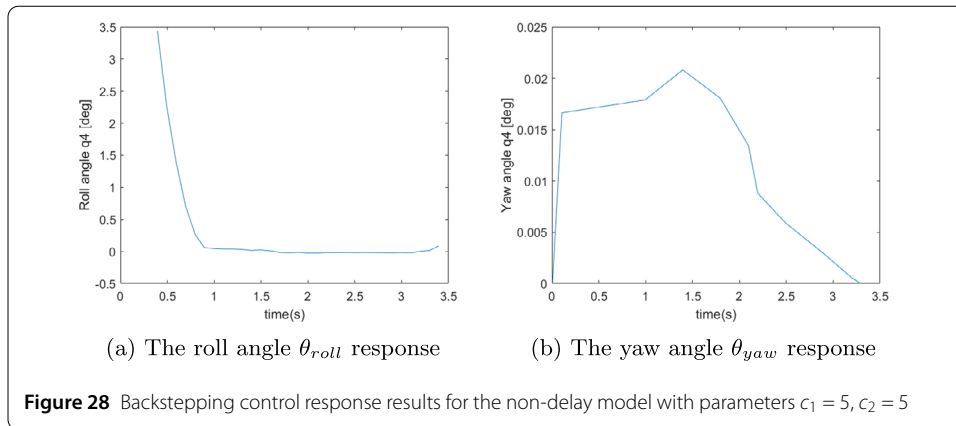 3.5
3
2.5
2
1.5
1
0.5
0
-0.5
Roll angle q4 [deg]
0 0.5 1 1.5 2 2.5 3 3.5
time(s)
(a) The roll angle θ_roll response
0.025
0.02
0.015
0.01
0.005
0
Yaw angle q4 [deg]
0 0.5 1 1.5 2 2.5 3 3.5
time(s)
(b) The yaw angle θ_yaw response
Figure 28 Backstepping control response results for the non-delay model with parameters c₁ = 5, c₂ = 5